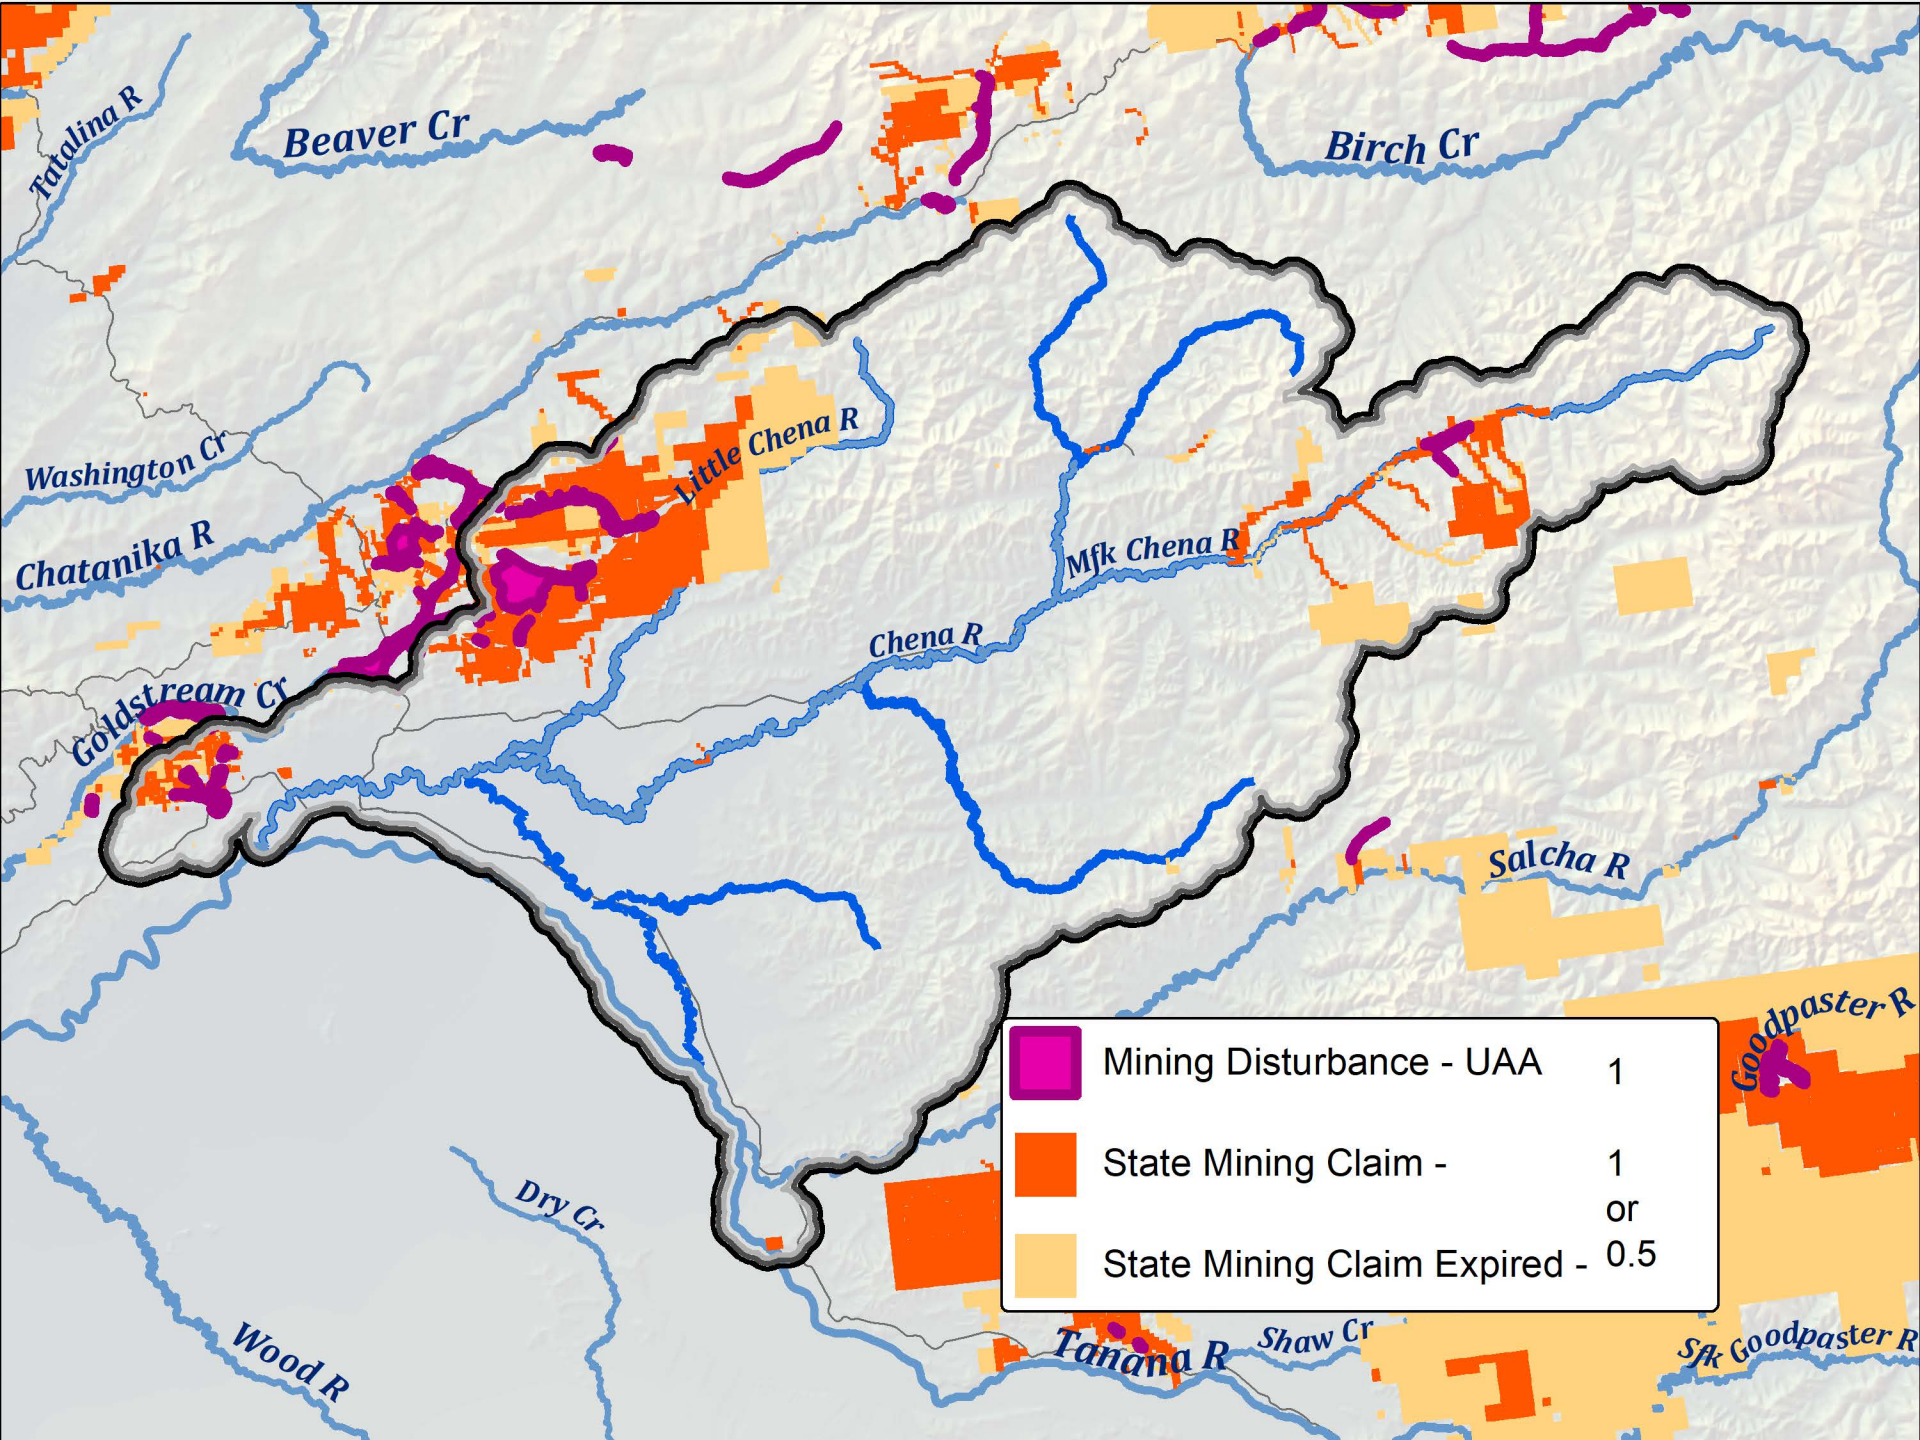 Tatalina R
Beaver Cr
Birch Cr
Washington Cr
Little Chena R
Chatanika R
Mfk Chena R
Chena R
Goldstream Cr
Salcha R
Goodpaster R
Mining Disturbance - UAA 1
State Mining Claim - 1
or
State Mining Claim Expired - 0.5
Dry Cr
Wood R
Tanana R
Shaw Cr
Sfk Goodpaster R